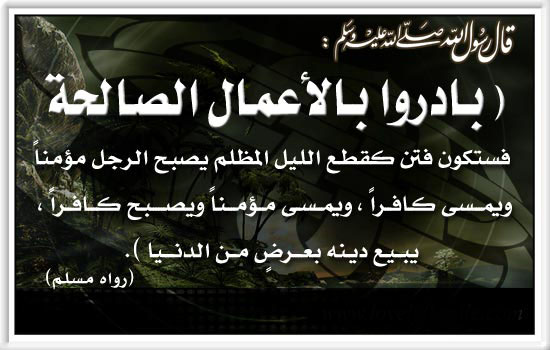 قال رسول الله صلى الله عليه وسلم :
( بادروا بالأعمال الصالحة
فستكون فتن كقطع الليل المظلم يصبح الرجل مؤمناً
ويمسى كافراً ، ويمسى مؤمناً ويصبح كافراً ،
يبيع دينه بعرضٍ من الدنيا ).
(رواه مسلم)